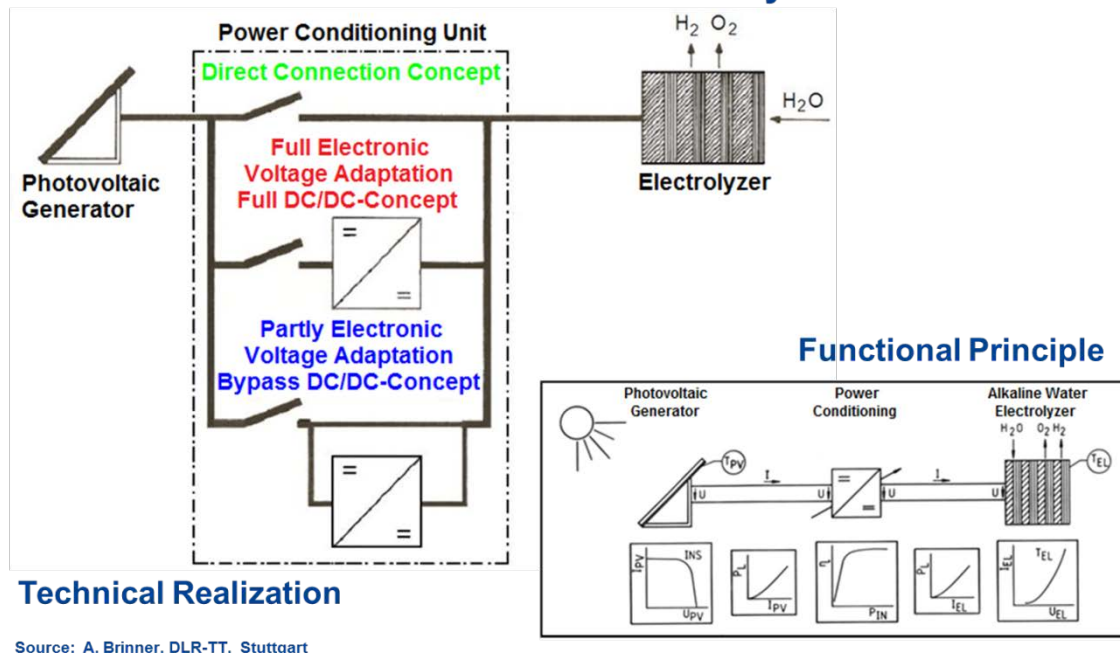 Power Conditioning Unit
Direct Connection Concept
H2 O2
H2O
Photovoltaic
Generator
Full Electronic
Voltage Adaptation
Full DC/DC-Concept
Electrolyzer
=
=
Partly Electronic
Voltage Adaptation
Bypass DC/DC-Concept
=
=
Functional Principle
Photovoltaic
Generator
Power
Conditioning
Alkaline Water
Electrolyzer
H2O O2 H2
TPV
TEL
I
I
U
U
=
=
U
U
IPV
INS
UPV
PL
IPV
η
PIN
PL
IEL
IEL
TEL
UEL
Technical Realization
Source: A. Brinner, DLR-TT, Stuttgart